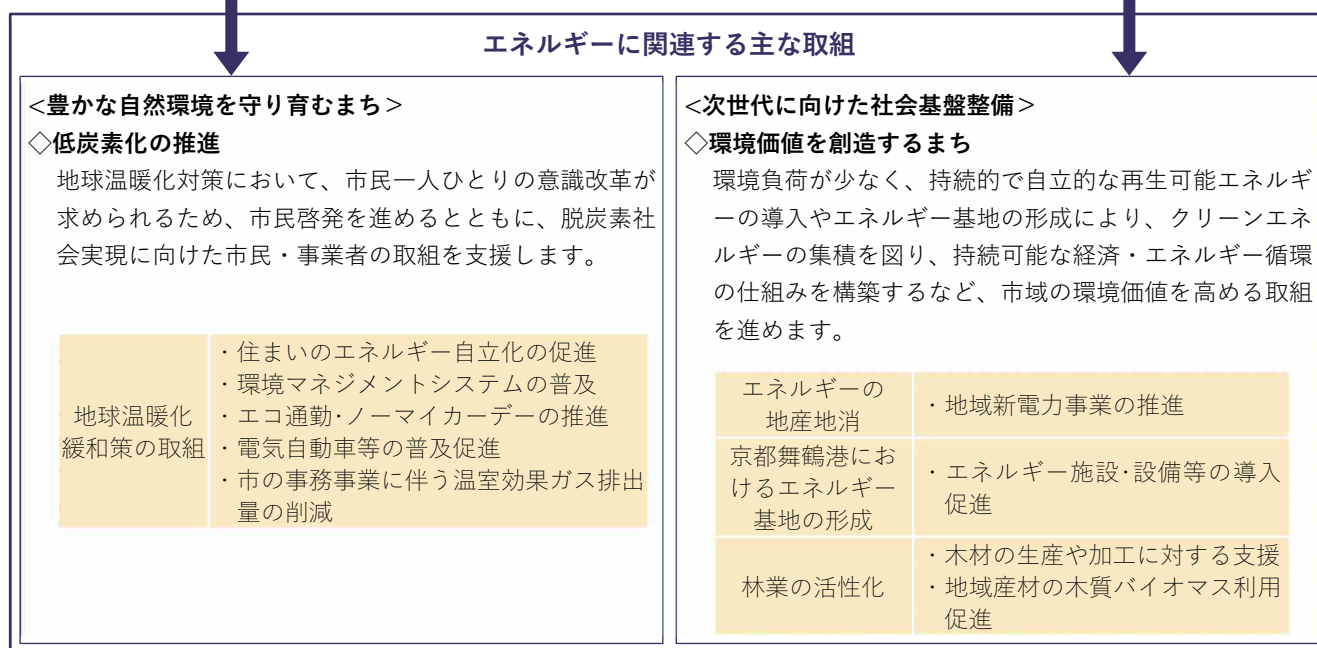 エネルギーに関連する主な取組
<豊かな自然環境を守り育むまち>
◇低炭素化の推進
地球温暖化対策において、市民一人ひとりの意識改革が
求められるため、市民啓発を進めるとともに、脱炭素社
会実現に向けた市民・事業者の取組を支援します。
地球温暖化
緩和策の取組
・住まいのエネルギー自立化の促進
・環境マネジメントシステムの普及
・エコ通勤・ノーマイカーデーの推進
・電気自動車等の普及促進
・市の事務事業に伴う温室効果ガス排出
量の削減
<次世代に向けた社会基盤整備>
◇環境価値を創造するまち
環境負荷が少なく、持続的で自立的な再生可能エネルギ
ーの導入やエネルギー基地の形成により、クリーンエネ
ルギーの集積を図り、持続可能な経済・エネルギー循環
の仕組みを構築するなど、市域の環境価値を高める取組
を進めます。
エネルギーの
地産地消
・地域新電力事業の推進
京都舞鶴港にお
けるエネルギー
基地の形成
・エネルギー施設・設備等の導入
促進
林業の活性化
・木材の生産や加工に対する支援
・地域産材の木質バイオマス利用
促進